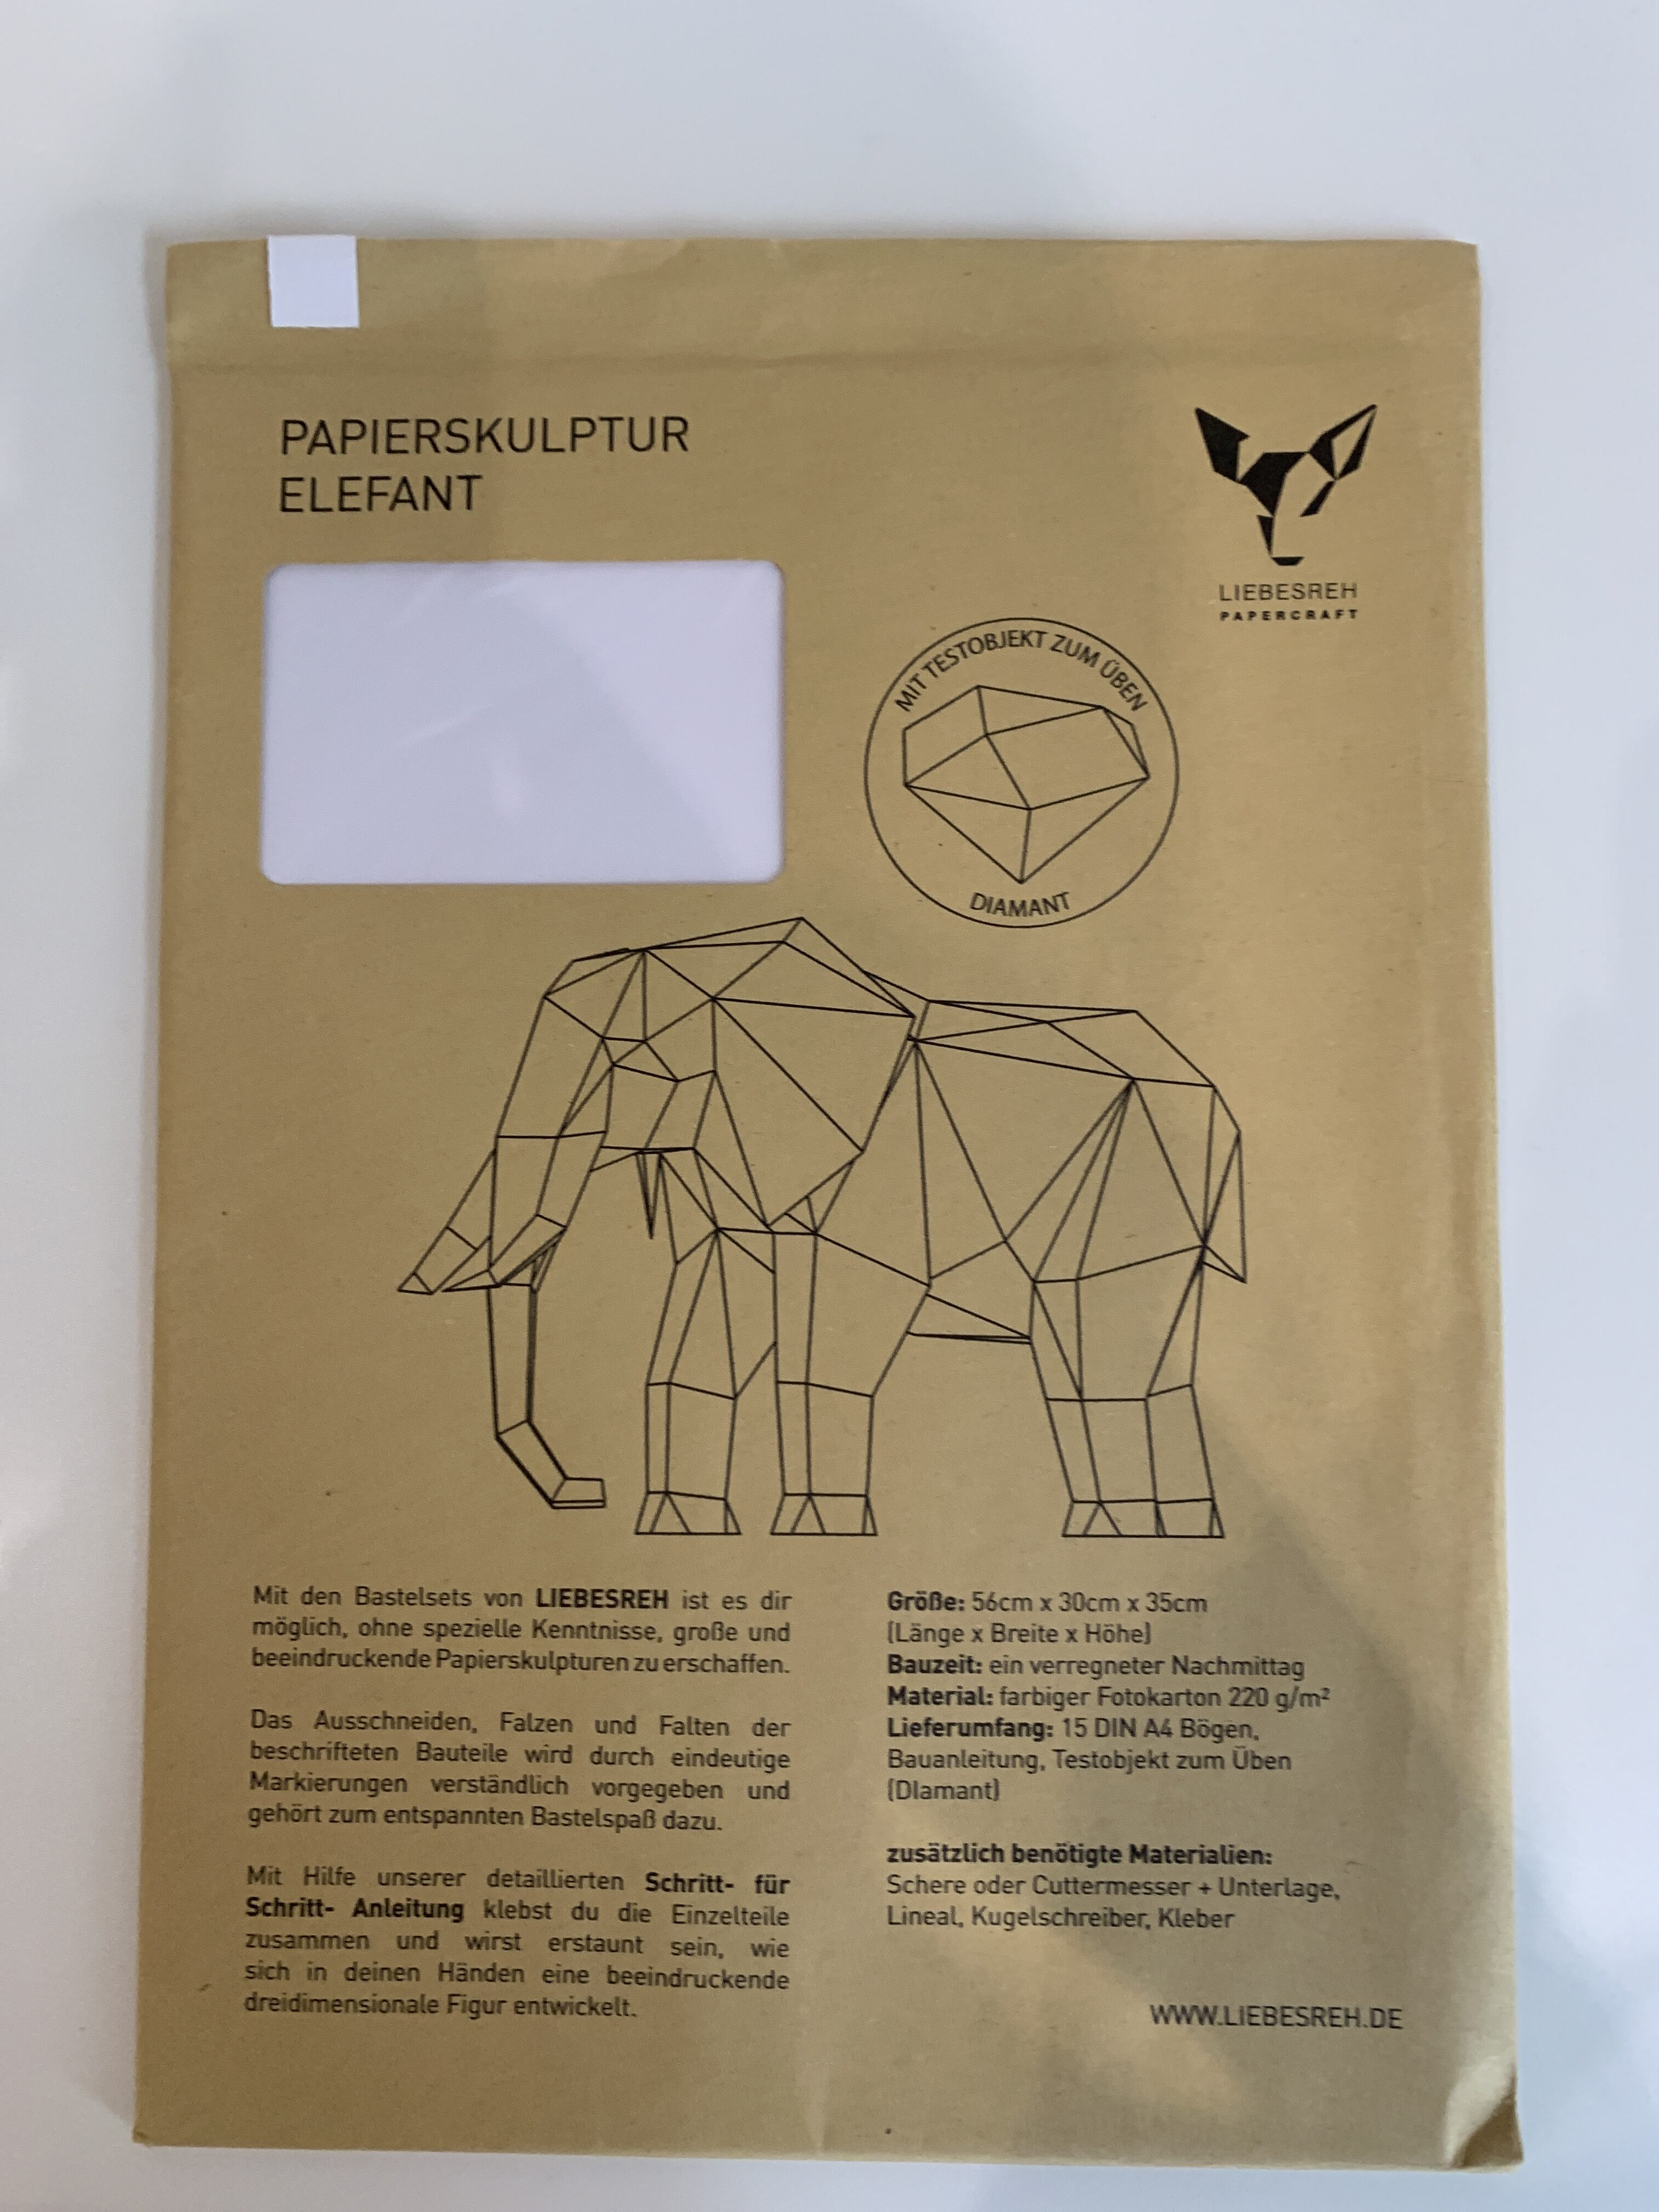 PAPIERSKULPTUR
ELEFANT
LIEBESREH
PAPERCRAFT
MIT TESTOBJEKT ZUM ÜBEN
DIAMANT
Mit den Bastelsets von LIEBESREH ist es dir
möglich, ohne spezielle Kenntnisse, große und
beeindruckende Papierskulpturen zu erschaffen.
Das Ausschneiden, Falzen und Falten der
beschrifteten Bauteile wird durch eindeutige
Markierungen verständlich vorgegeben und
gehört zum entspannten Bastelspaß dazu.
Mit Hilfe unserer detaillierten Schritt- für
Schritt- Anleitung klebst du die Einzelteile
zusammen und wirst erstaunt sein, wie
sich in deinen Händen eine beeindruckende
dreidimensionale Figur entwickelt.
Größe: 56cm x 30cm x 35cm
(Länge x Breite x Höhe)
Bauzeit: ein verregneter Nachmittag
Material: farbiger Fotokarton 220 g/m²
Lieferumfang: 15 DIN A4 Bögen,
Bauanleitung, Testobjekt zum Üben
(DIamant)
zusätzlich benötigte Materialien:
Schere oder Cuttermesser + Unterlage,
Lineal, Kugelschreiber, Kleber
WWW.LIEBESREH.DE